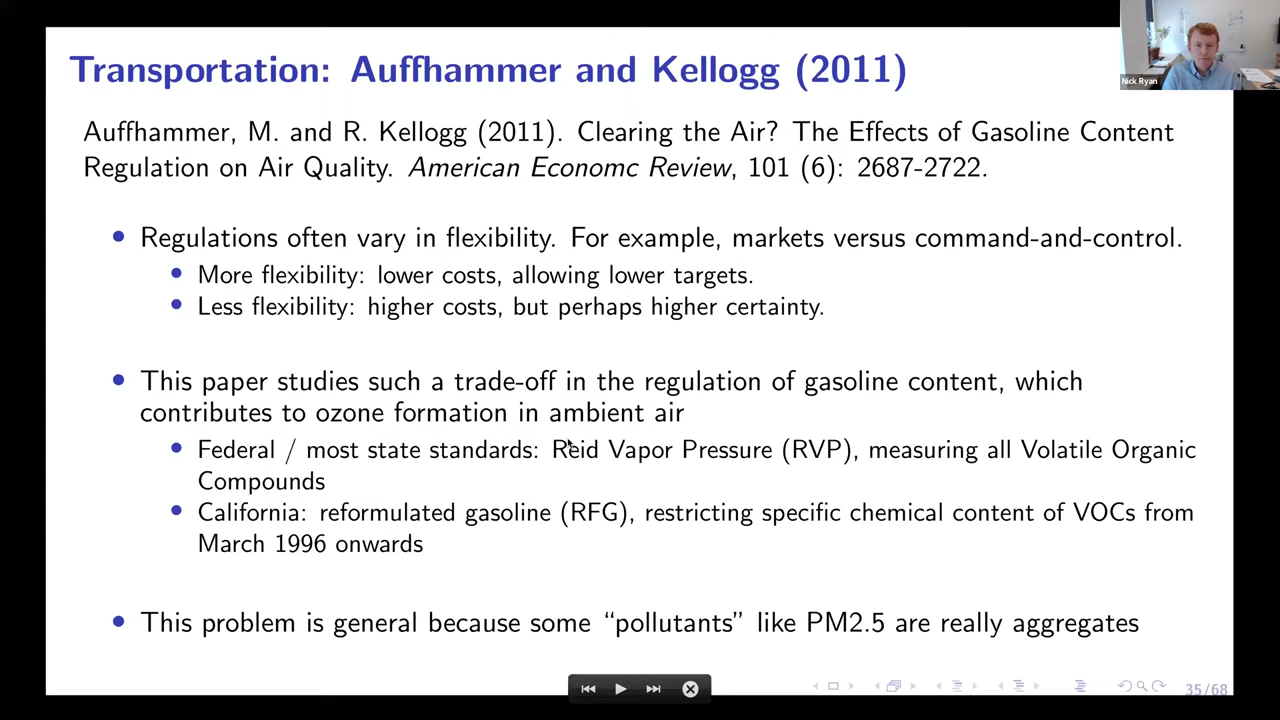 Transportation: Auffhammer and Kellogg (2011)
Nick Ryan
Auffhammer, M. and R. Kellogg (2011). Clearing the Air? The Effects of Gasoline Content
Regulation on Air Quality. American Economc Review, 101 (6): 2687-2722.
• Regulations often vary in flexibility. For example, markets versus command-and-control.
• More flexibility: lower costs, allowing lower targets.
• Less flexibility: higher costs, but perhaps higher certainty.
• This paper studies such a trade-off in the regulation of gasoline content, which
contributes to ozone formation in ambient air
• Federal / most state standards: Reid Vapor Pressure (RVP), measuring all Volatile Organic
Compounds
• California: reformulated gasoline (RFG), restricting specific chemical content of VOCs from
March 1996 onwards
• This problem is general because some “pollutants” like PM2.5 are really aggregates
35/68